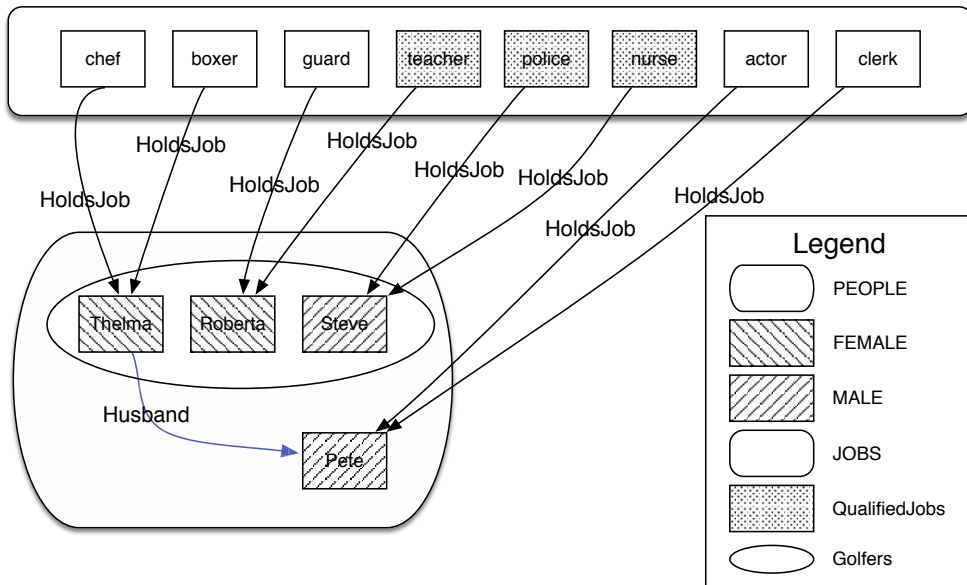 chef
boxer
guard
teacher
police
nurse
actor
clerk
HoldsJob
HoldsJob
HoldsJob
HoldsJob
HoldsJob
HoldsJob
HoldsJob
HoldsJob
Thelma
Roberta
Steve
Husband
Pete
Legend
PEOPLE
FEMALE
MALE
JOBS
QualifiedJobs
Golfers